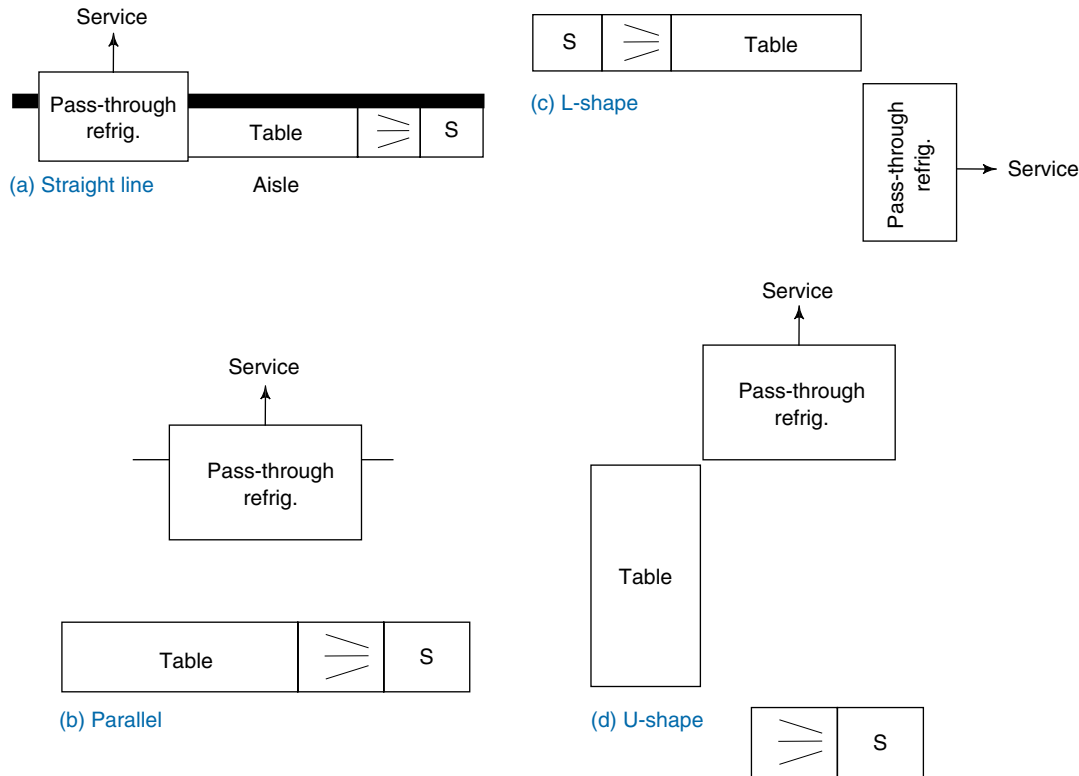 Service
Pass-through
refrig.
Table
S
(a) Straight line
Aisle
S
Table
(c) L-shape
Pass-through
refrig.
Service
Service
Pass-through
refrig.
Table
S
(b) Parallel
Service
Pass-through
refrig.
Table
(d) U-shape
S